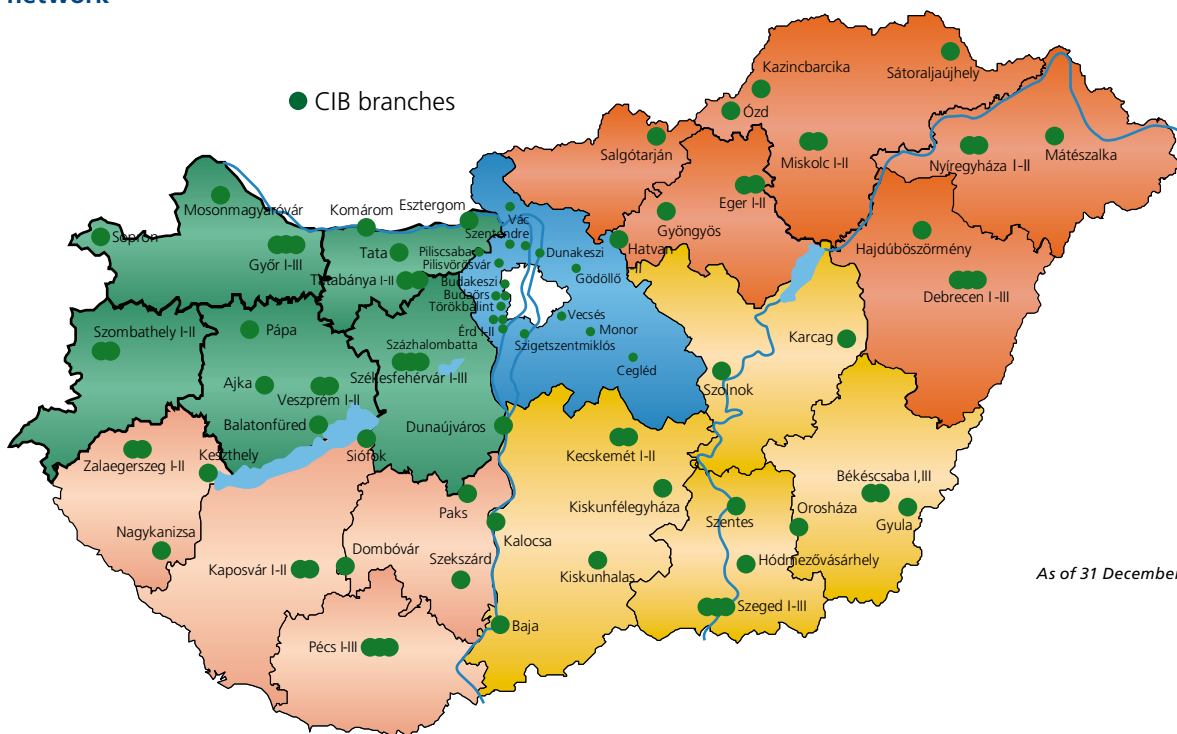 network
CIB branches
Kazincbarcika
Sátoraljaújhely
Ózd
Salgótarján
Miskolc I-II
Nyíregyháza I-II
Mátészalka
Mosonmagyaróvár
Komárom
Esztergom
Eger I-II
Gyöngyös
Vác
Sopron
Szentendre
Győr I-III
Tata
Piliscsaba
Dunakeszi
Hatvan
Hajdúböszörmény
Pilisvörösvár
Gödöllő
Tatabánya I-II
Budakeszi
Debrecen I-III
Budaörs
Törökbálint
Vecsés
Szombathely I-II
Pápa
Érd I-II
Monor
Szigetszentmiklós
Karcag
Százhalombatta
Cegléd
Székesfehérvár I-III
Ajka
Veszprém I-II
Szolnok
Balatonfüred
Dunaújváros
Zalaegerszeg I-II
Keszthely
Siófok
Kecskemét I-II
Békéscsaba I,III
Paks
Kiskunfélegyháza
Szentes
Orosháza
Gyula
Nagykanizsa
Kalocsa
Dombóvár
Szekszárd
Kaposvár I-II
Kiskunhalas
Hódmezővásárhely
As of 31 December
Szeged I-III
Baja
Pécs I-III